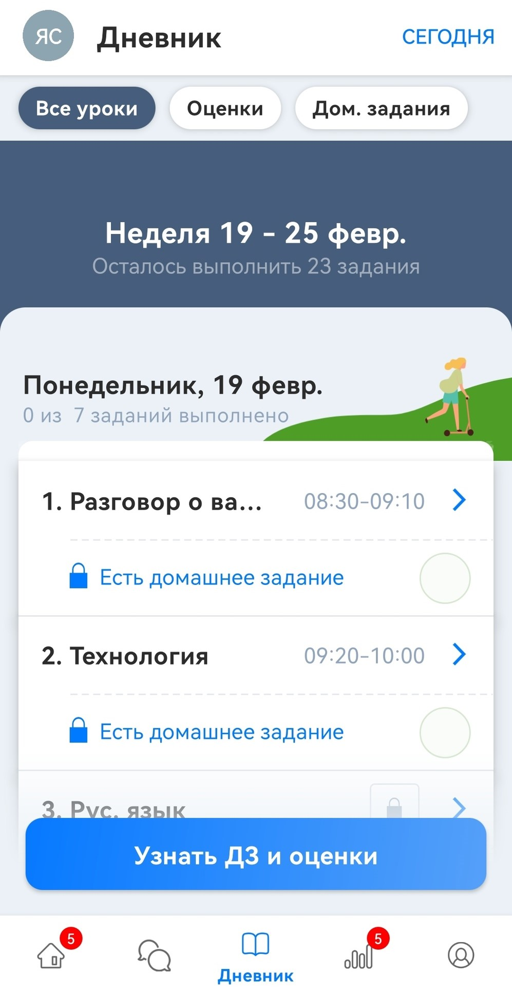 ЯС
Дневник
СЕГОДНЯ
Все уроки
Оценки
Дом. задания
Неделя 19 - 25 февр.
Осталось выполнить 23 задания
Понедельник, 19 февр.
0 из 7 заданий выполнено
1. Разговор о ва...
08:30-09:10
Есть домашнее задание
2. Технология
09:20-10:00
Есть домашнее задание
3. Рус. язык
Узнать ДЗ и оценки
5
5
Дневник